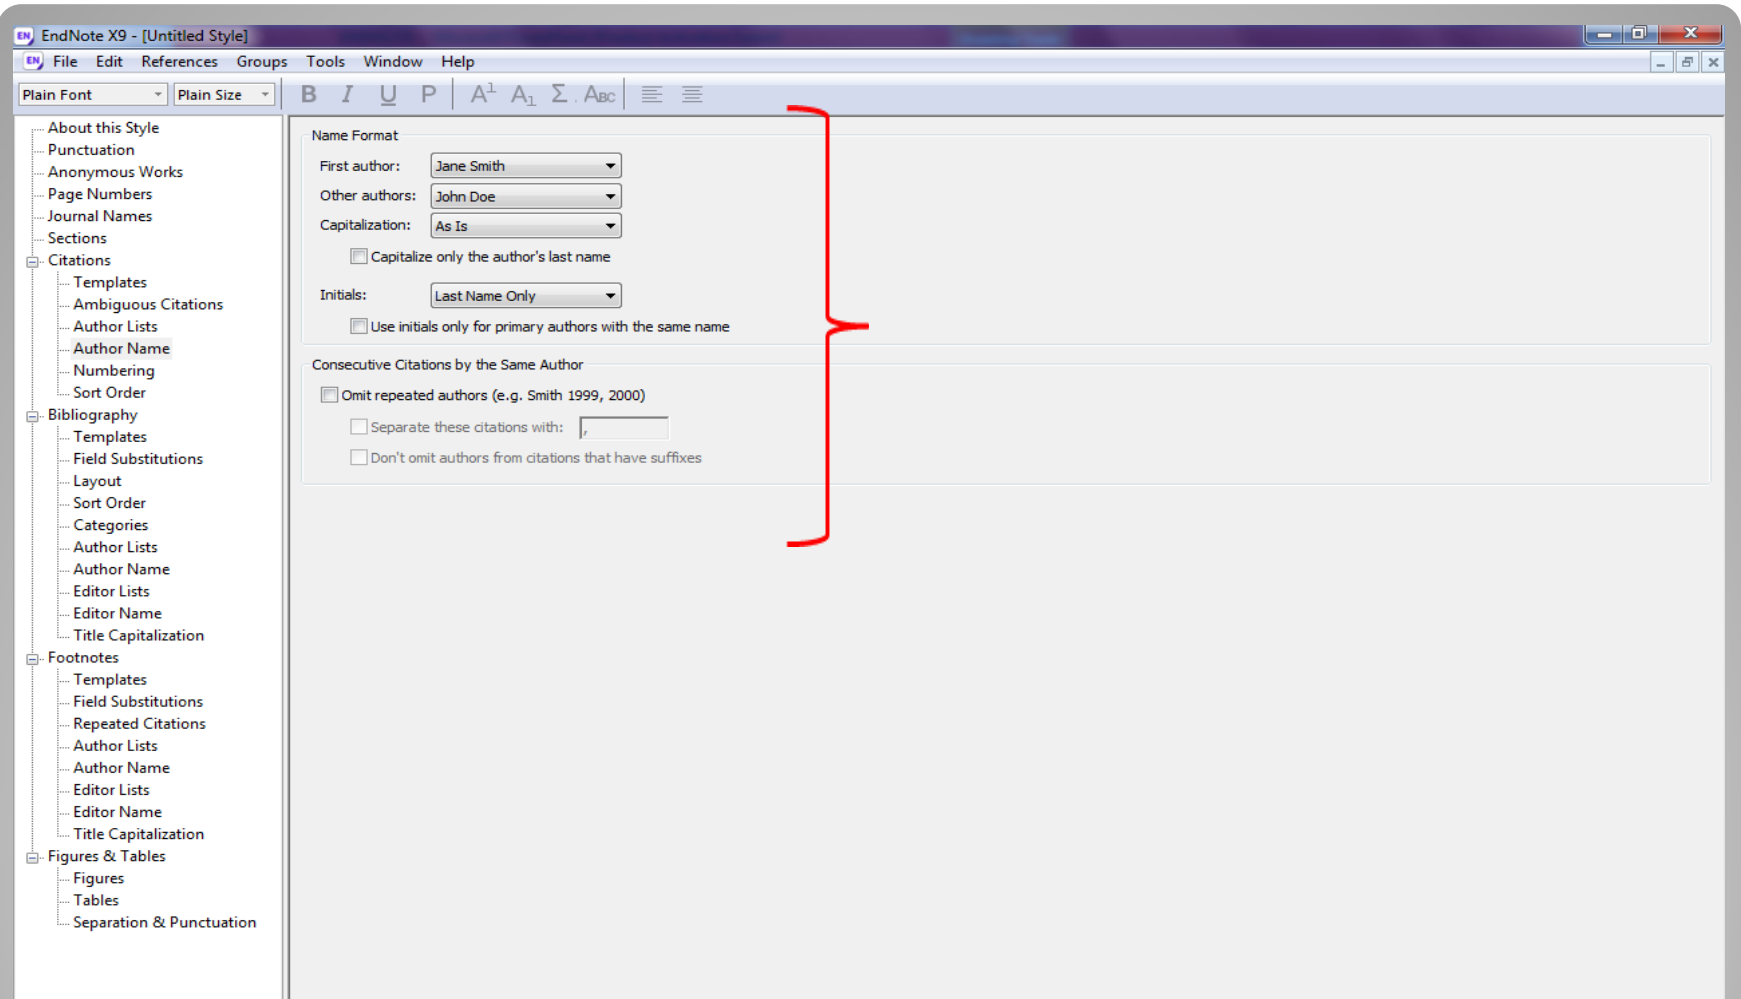 EN EndNote X9 - [Untitled Style]
EN File Edit References Groups Tools Window Help
Plain Font Plain Size B I U P A1 A1 Σ ABC
About this Style
Punctuation
Anonymous Works
Page Numbers
Journal Names
Sections
Citations
Templates
Ambiguous Citations
Author Lists
Author Name
Numbering
Sort Order
Bibliography
Templates
Field Substitutions
Layout
Sort Order
Categories
Author Lists
Author Name
Editor Lists
Editor Name
Title Capitalization
Footnotes
Templates
Field Substitutions
Repeated Citations
Author Lists
Author Name
Editor Lists
Editor Name
Title Capitalization
Figures & Tables
Figures
Tables
Separation & Punctuation
Name Format
First author: Jane Smith
Other authors: John Doe
Capitalization: As Is
Capitalize only the author's last name
Initials: Last Name Only
Use initials only for primary authors with the same name
Consecutive Citations by the Same Author
Omit repeated authors (e.g. Smith 1999, 2000)
Separate these citations with: ,
Don't omit authors from citations that have suffixes